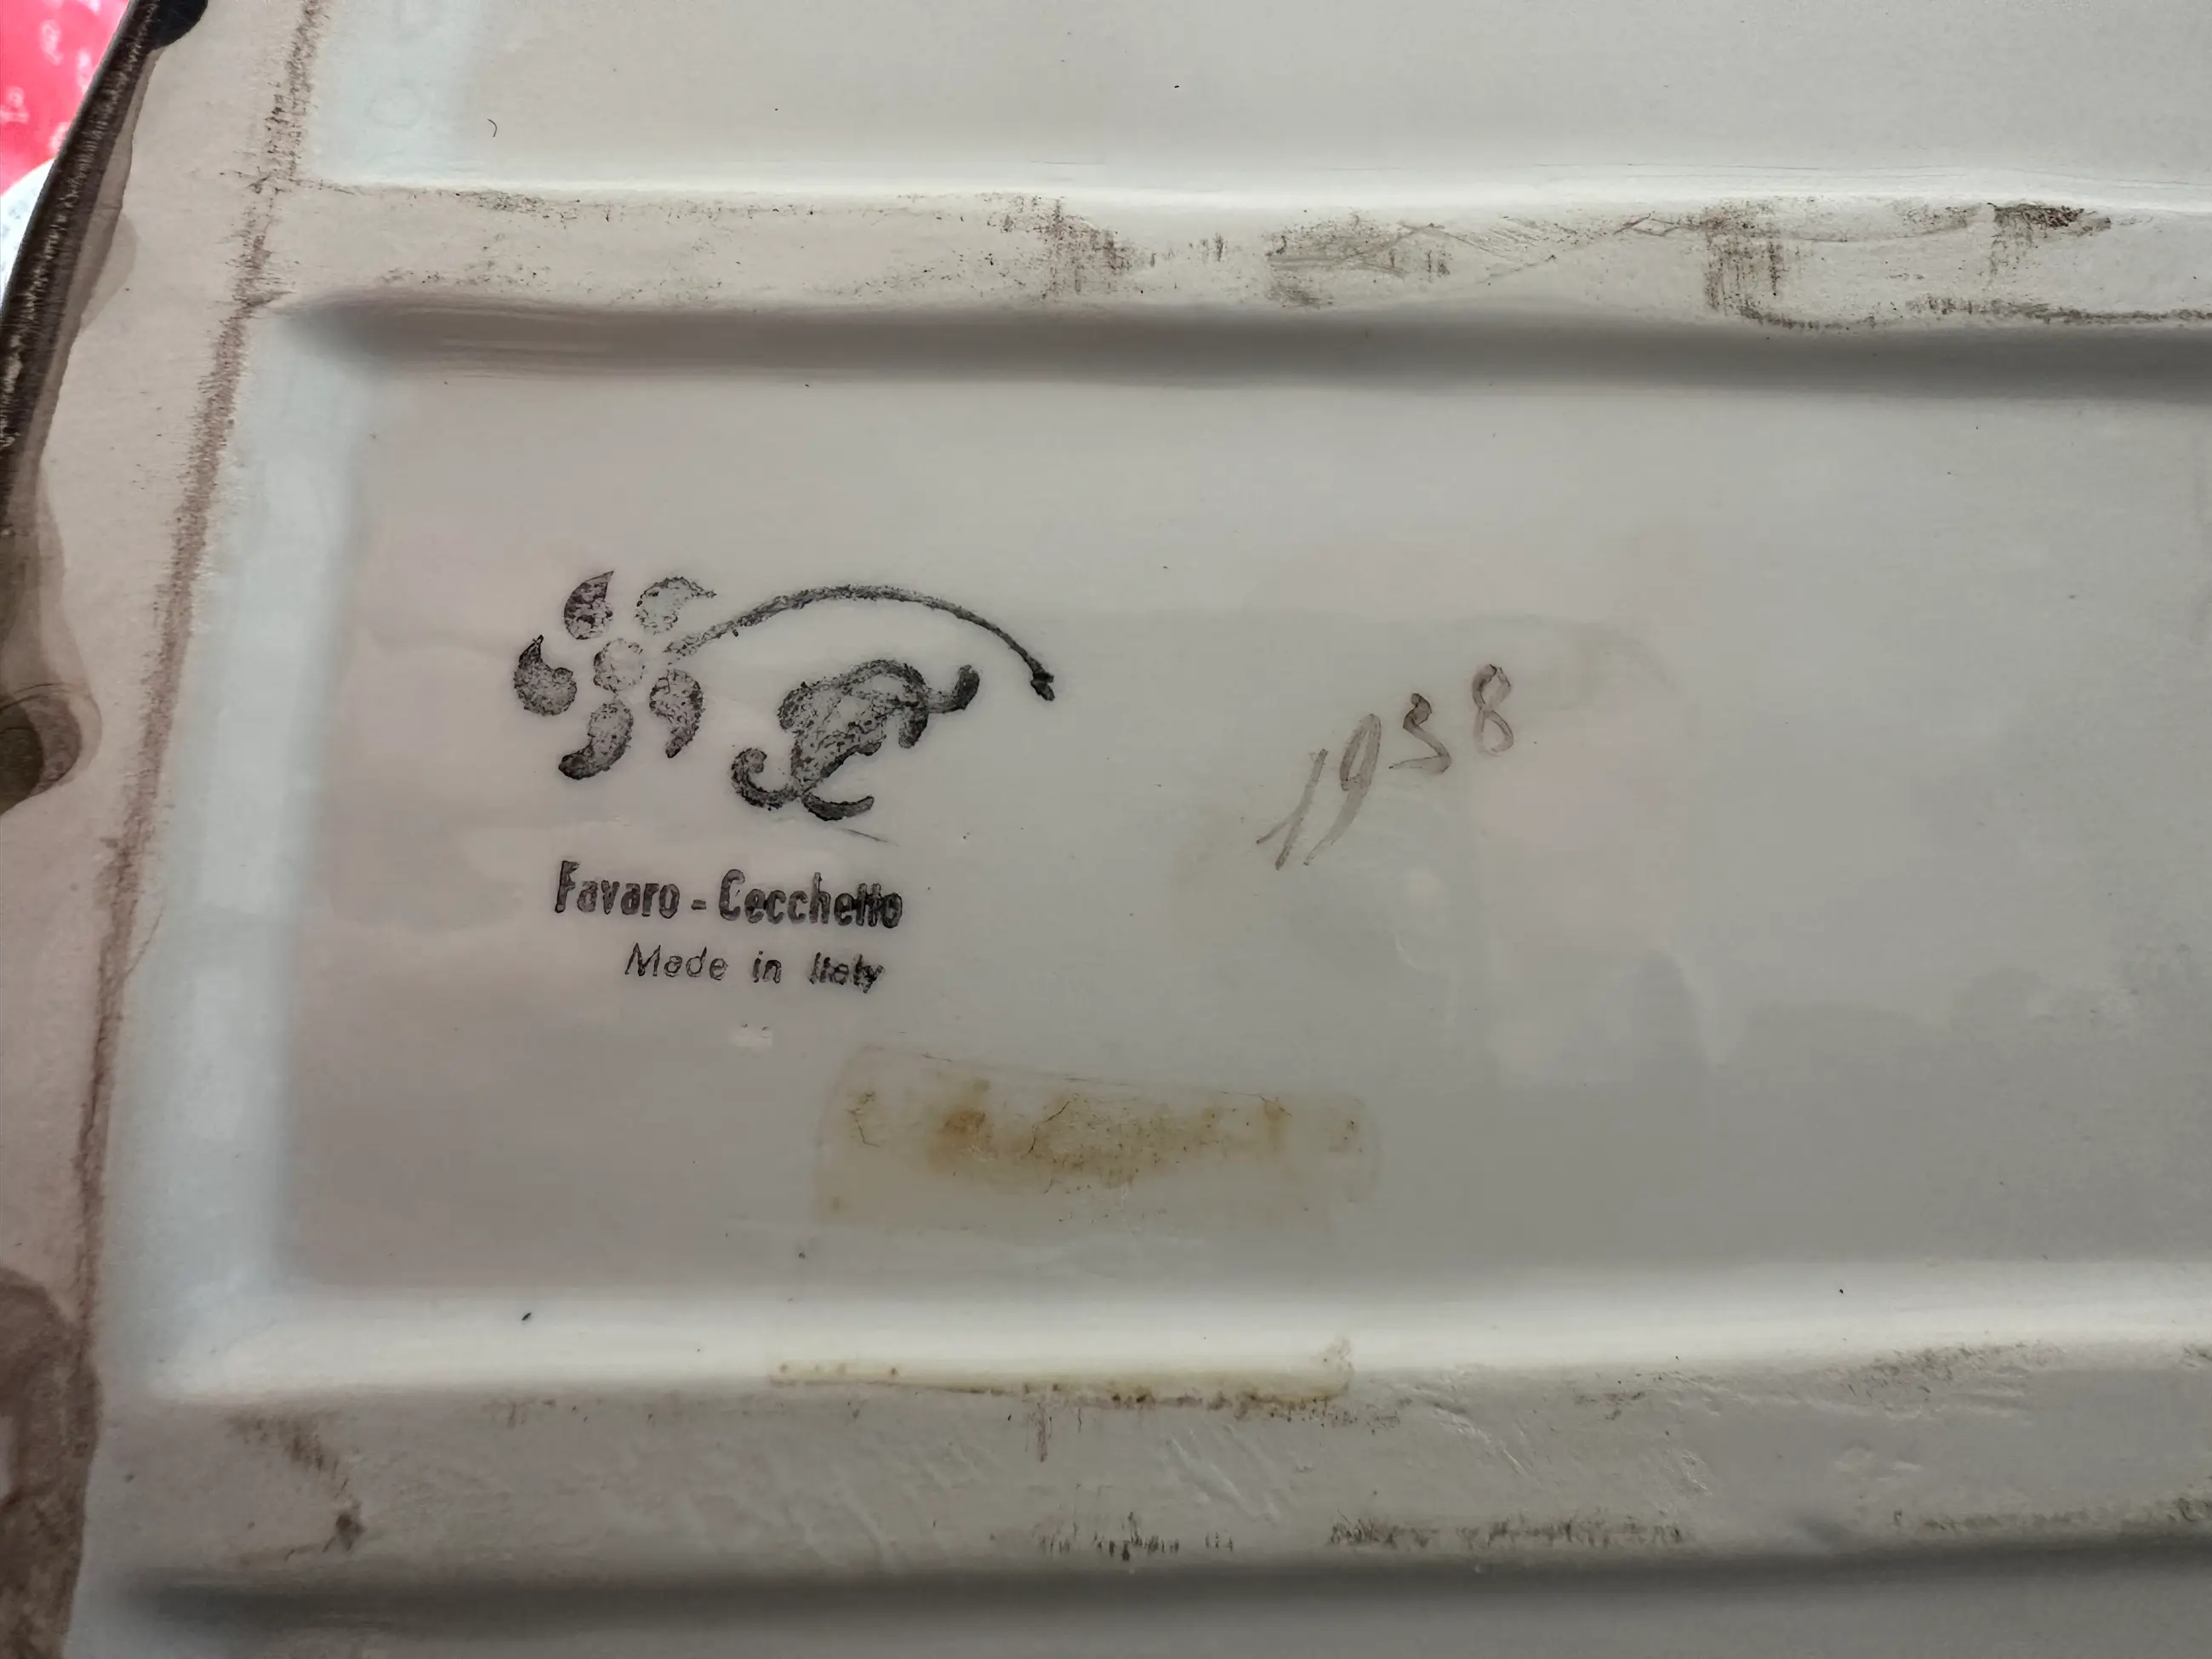 Favaro - Cecchetto
Made in Italy
1938